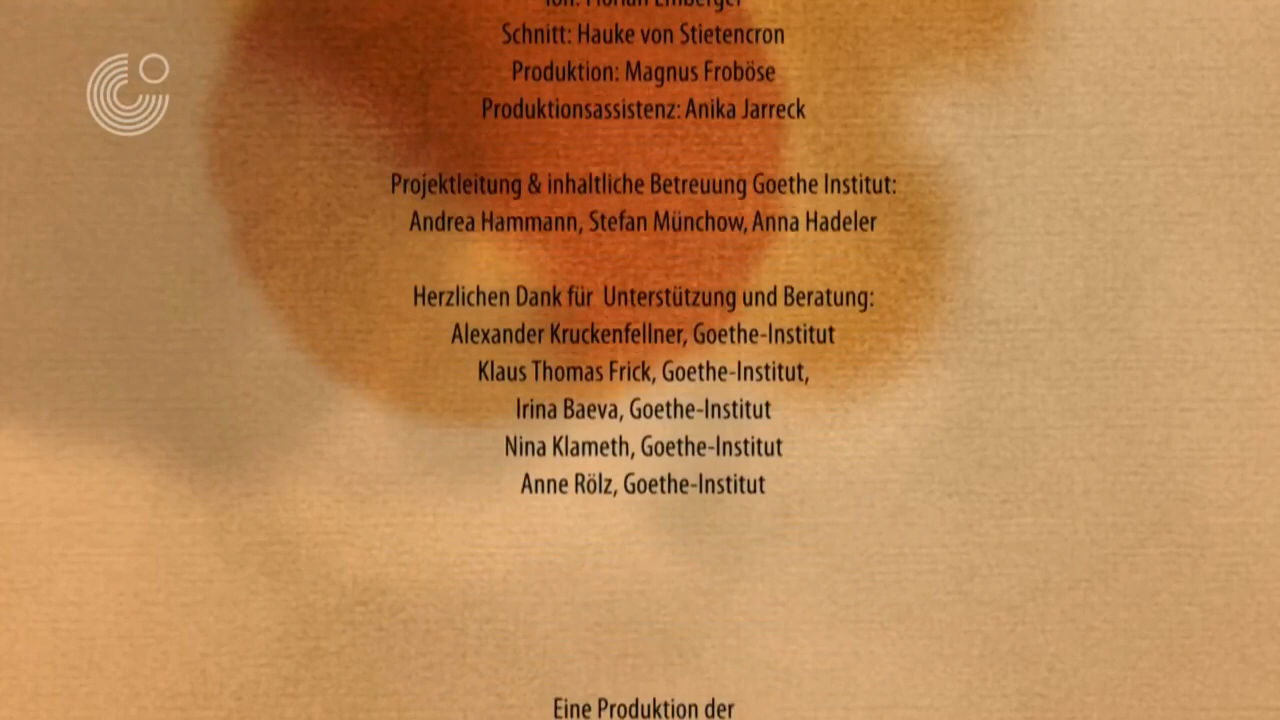 Schnitt: Hauke von Stietencron
Produktion: Magnus Froböse
Produktionsassistenz: Anika Jarreck
Projektleitung & inhaltliche Betreuung Goethe Institut:
Andrea Hammann, Stefan Münchow, Anna Hadeler
Herzlichen Dank für Unterstützung und Beratung:
Alexander Kruckenfellner, Goethe-Institut
Klaus Thomas Frick, Goethe-Institut,
Irina Baeva, Goethe-Institut
Nina Klameth, Goethe-Institut
Anne Rölz, Goethe-Institut
Eine Produktion der